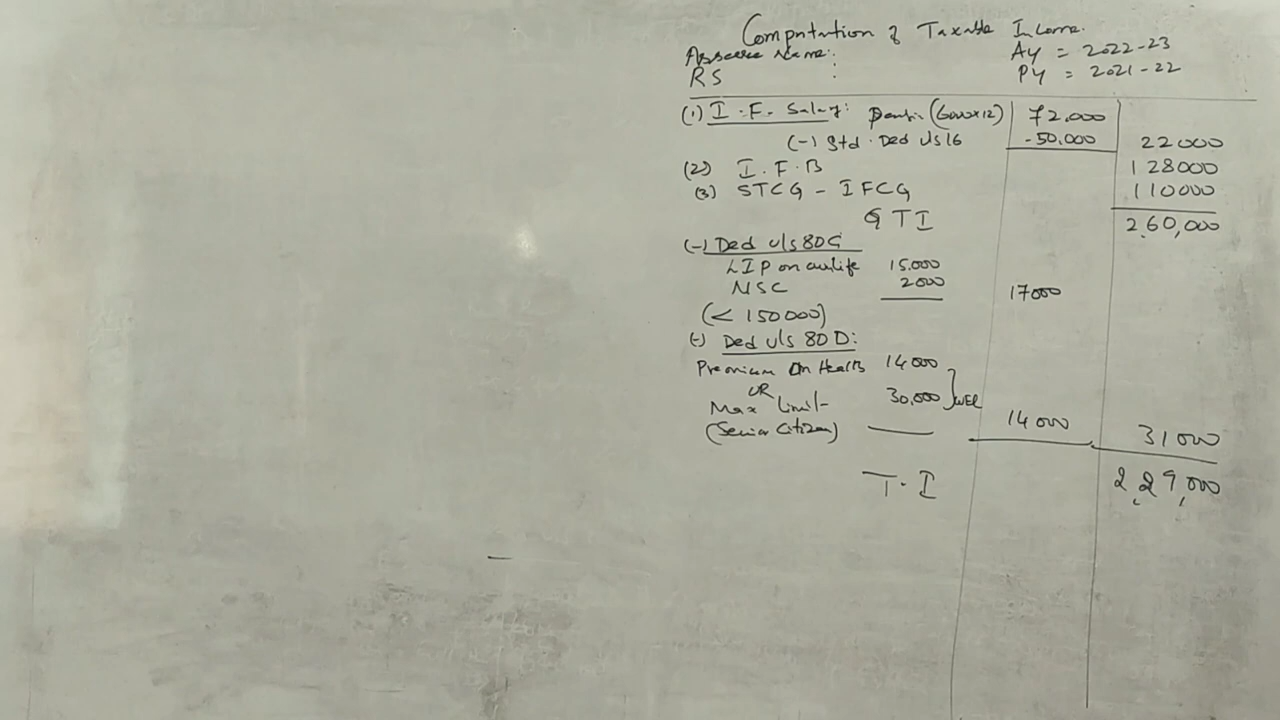 Computation of Taxable Income.
Assessee Name: AY = 2022-23
RS : PY = 2021-22
(1) I.F. Salary: Pension (6000x12) 72,000
(-) Std. Ded U/s 16 -50,000 22000
(2) I.F.B 128000
(3) STCG - IFCG 110000
GTI 2,60,000
(-) Ded u/s 80C
LIP on own life 15,000
NSC 2000 17000
(< 150000)
(-) Ded u/s 80D:
Premium On Health 14000
OR
Max limit- 30,000 WEL
(Senior Citizen) 14000 31000
T.I 2,29,000